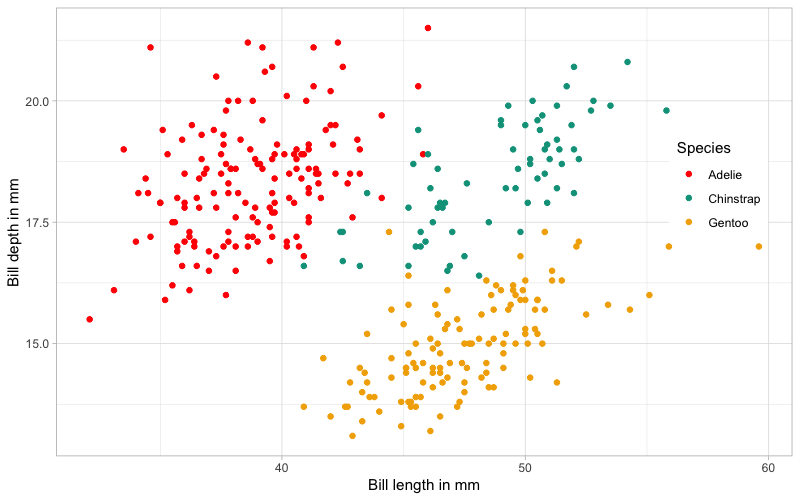 20.0
17.5
15.0
40
50
60
Bill length in mm
Bill depth in mm
Species
Adelie
Chinstrap
Gentoo